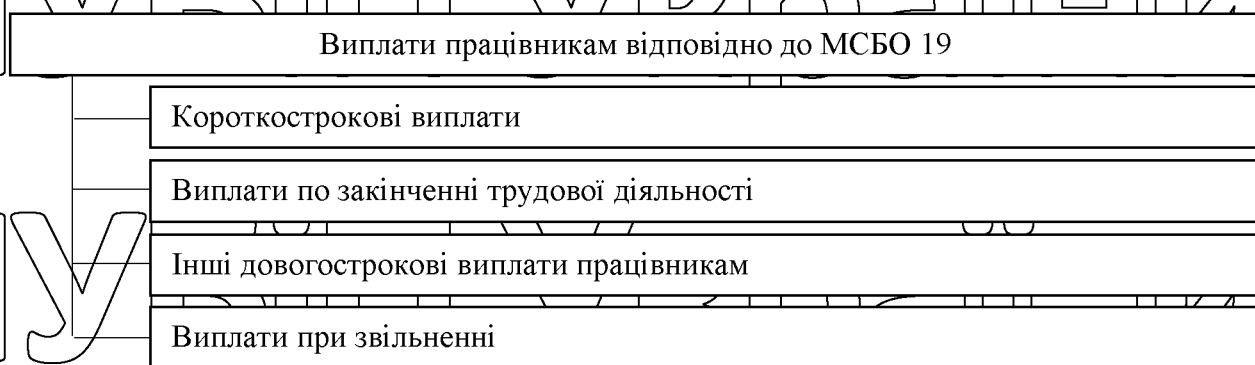 Виплати працівникам відповідно до МСБО 19
Короткострокові виплати
Виплати по закінченні трудової діяльності
Інші довогострокові виплати працівникам
Виплати при звільненні